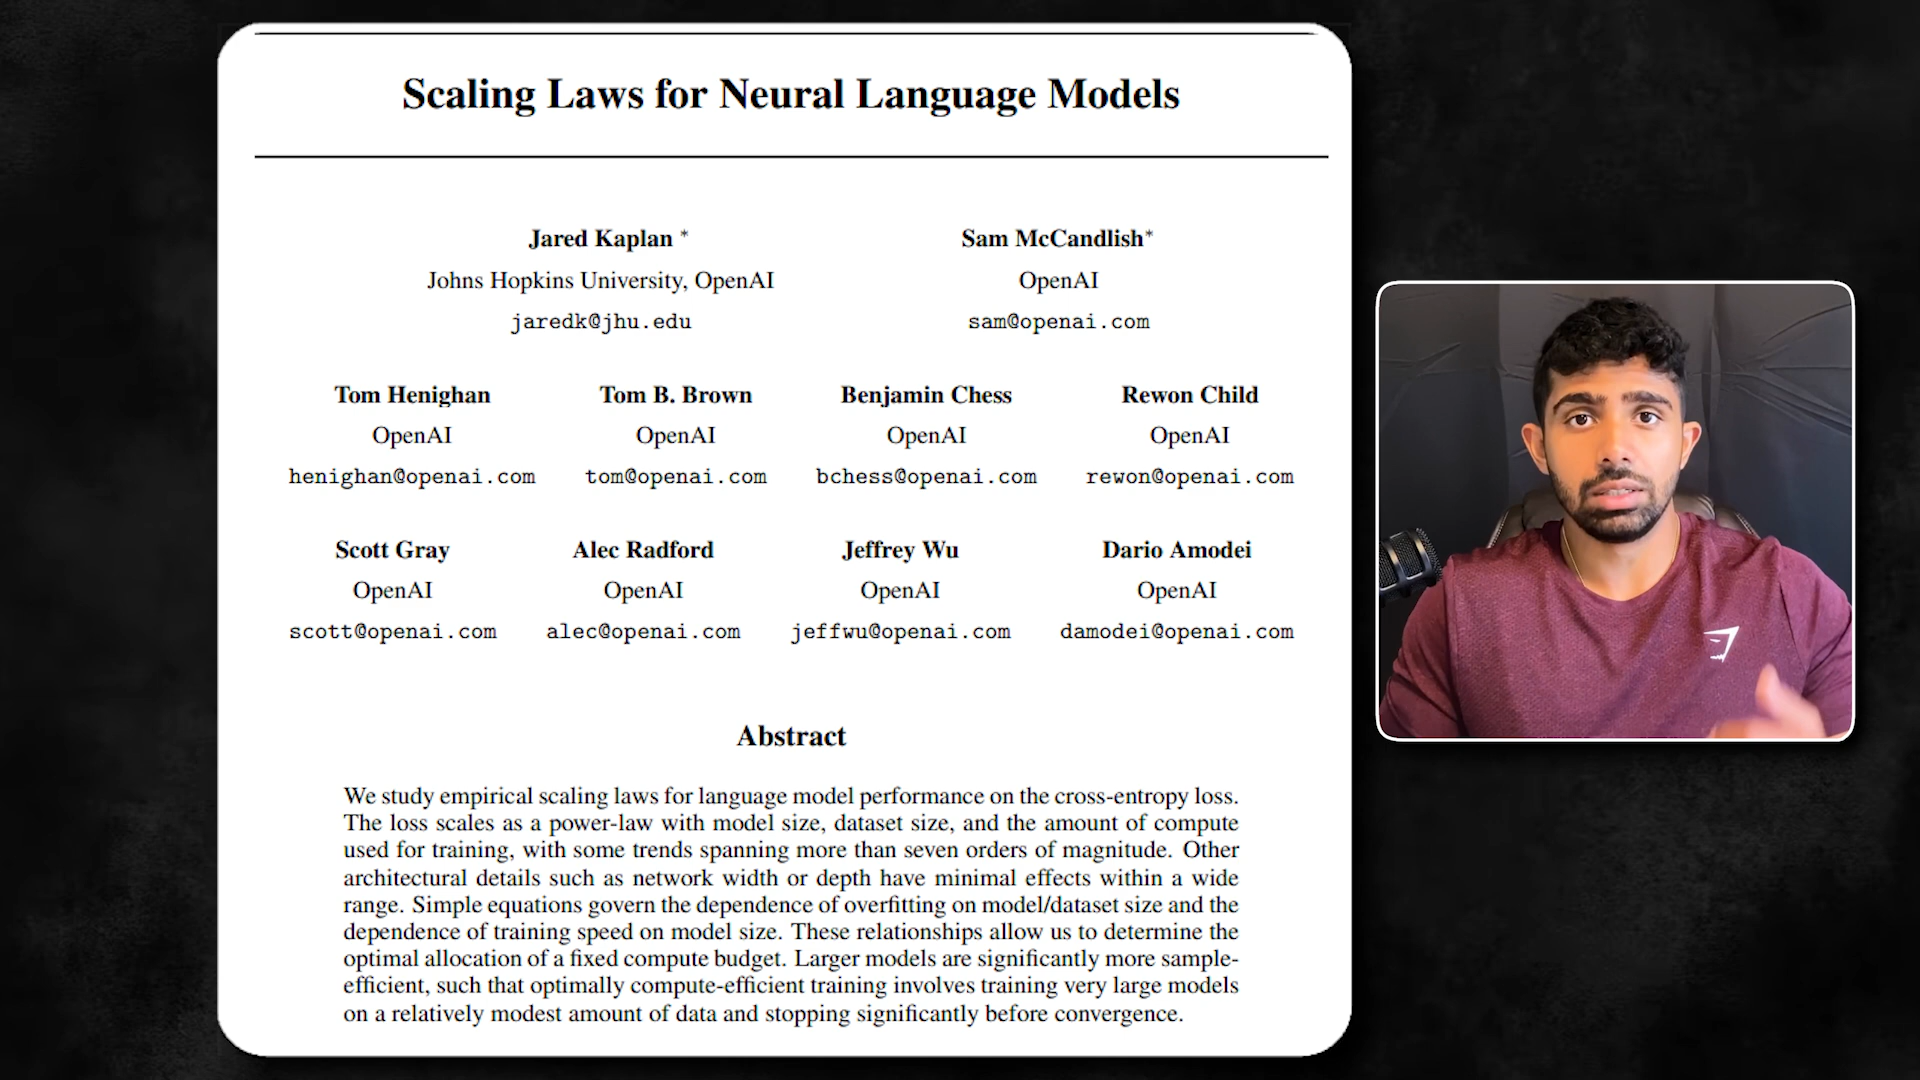 Scaling Laws for Neural Language Models
Jared Kaplan * Sam McCandlish*
Johns Hopkins University, OpenAI OpenAI
jaredk@jhu.edu sam@openai.com
Tom Henighan Tom B. Brown Benjamin Chess Rewon Child
OpenAI OpenAI OpenAI OpenAI
henighan@openai.com tom@openai.com bchess@openai.com rewon@openai.com
Scott Gray Alec Radford Jeffrey Wu Dario Amodei
OpenAI OpenAI OpenAI OpenAI
scott@openai.com alec@openai.com jeffwu@openai.com damodei@openai.com
Abstract
We study empirical scaling laws for language model performance on the cross-entropy loss.
The loss scales as a power-law with model size, dataset size, and the amount of compute
used for training, with some trends spanning more than seven orders of magnitude. Other
architectural details such as network width or depth have minimal effects within a wide
range. Simple equations govern the dependence of overfitting on model/dataset size and the
dependence of training speed on model size. These relationships allow us to determine the
optimal allocation of a fixed compute budget. Larger models are significantly more sample-
efficient, such that optimally compute-efficient training involves training very large models
on a relatively modest amount of data and stopping significantly before convergence.